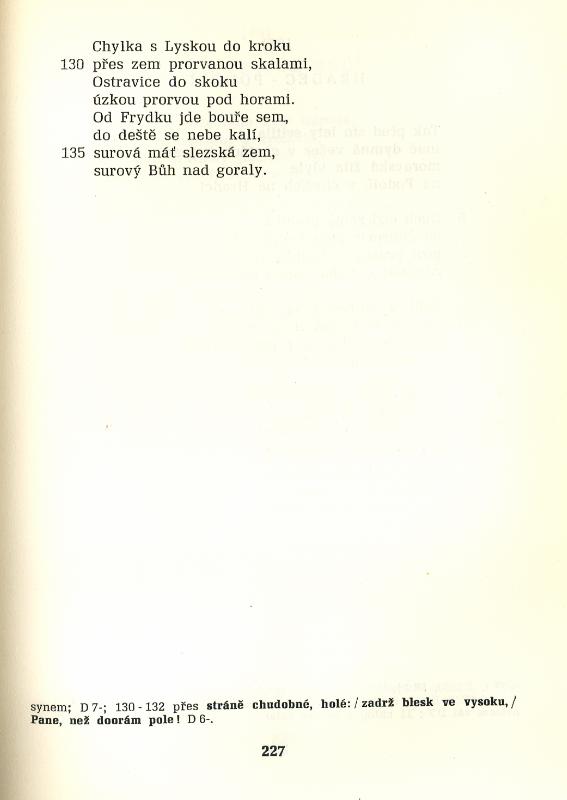 Chylka s Lyskou do kroku
130 přes zem prorvanou skalami,
Ostravice do skoku
úzkou prorvou pod horami.
Od Frydku jde bouře sem,
do deště se nebe kalí,
135 surová máť slezská zem,
surový Bůh nad goraly.
synem; D 7-; 130 - 132 přes stráně chudobné, holé: / zadrž blesk ve vysoku, /
Pane, než doorám pole! D 6-.
227